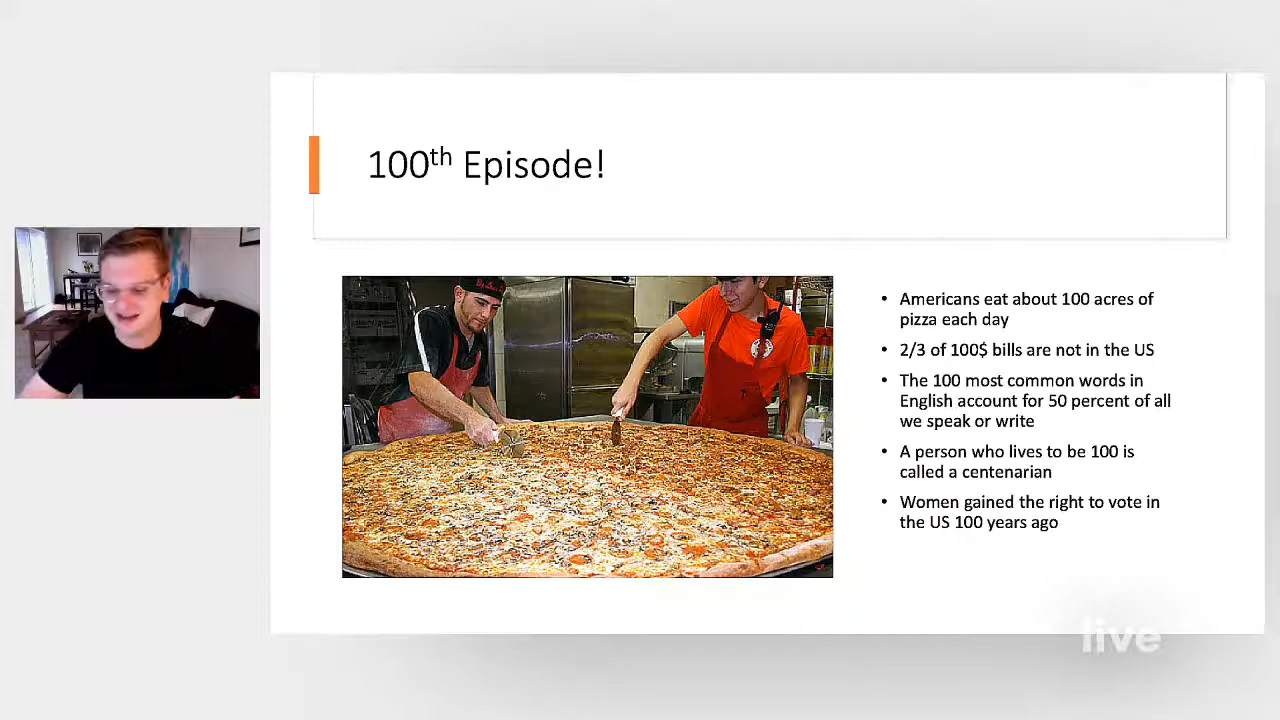 100th Episode!
• Americans eat about 100 acres of
pizza each day
• 2/3 of 100$ bills are not in the US
• The 100 most common words in
English account for 50 percent of all
we speak or write
• A person who lives to be 100 is
called a centenarian
• Women gained the right to vote in
the US 100 years ago
live